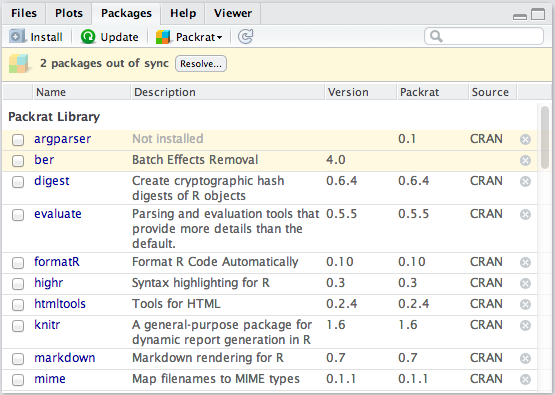 Files Plots Packages Help Viewer
Install Update Packrat
2 packages out of sync Resolve...
Name Description Version Packrat Source
Packrat Library
argparser Not installed 0.1 CRAN
ber Batch Effects Removal 4.0
digest Create cryptographic hash 0.6.4 0.6.4 CRAN
digests of R objects
evaluate Parsing and evaluation tools that 0.5.5 0.5.5 CRAN
provide more details than the
default.
formatR Format R Code Automatically 0.10 0.10 CRAN
highr Syntax highlighting for R 0.3 0.3 CRAN
htmltools Tools for HTML 0.2.4 0.2.4 CRAN
knitr A general-purpose package for 1.6 1.6 CRAN
dynamic report generation in R
markdown Markdown rendering for R 0.7 0.7 CRAN
mime Map filenames to MIME types 0.1.1 0.1.1 CRAN